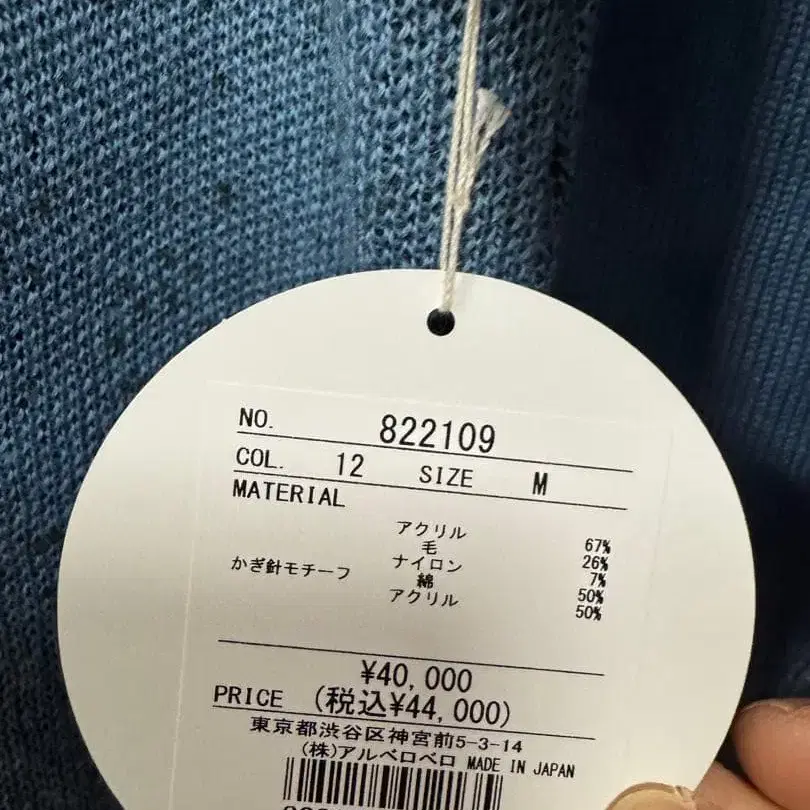 NO. 822109
COL. 12 SIZE M
MATERIAL
アクリル 67%
毛 26%
ナイロン 7%
かぎ針モチーフ 綿 50%
アクリル 50%
¥40,000
PRICE (税込¥44,000)
東京都渋谷区神宮前5-3-14
(株)アルベロベロ MADE IN JAPAN